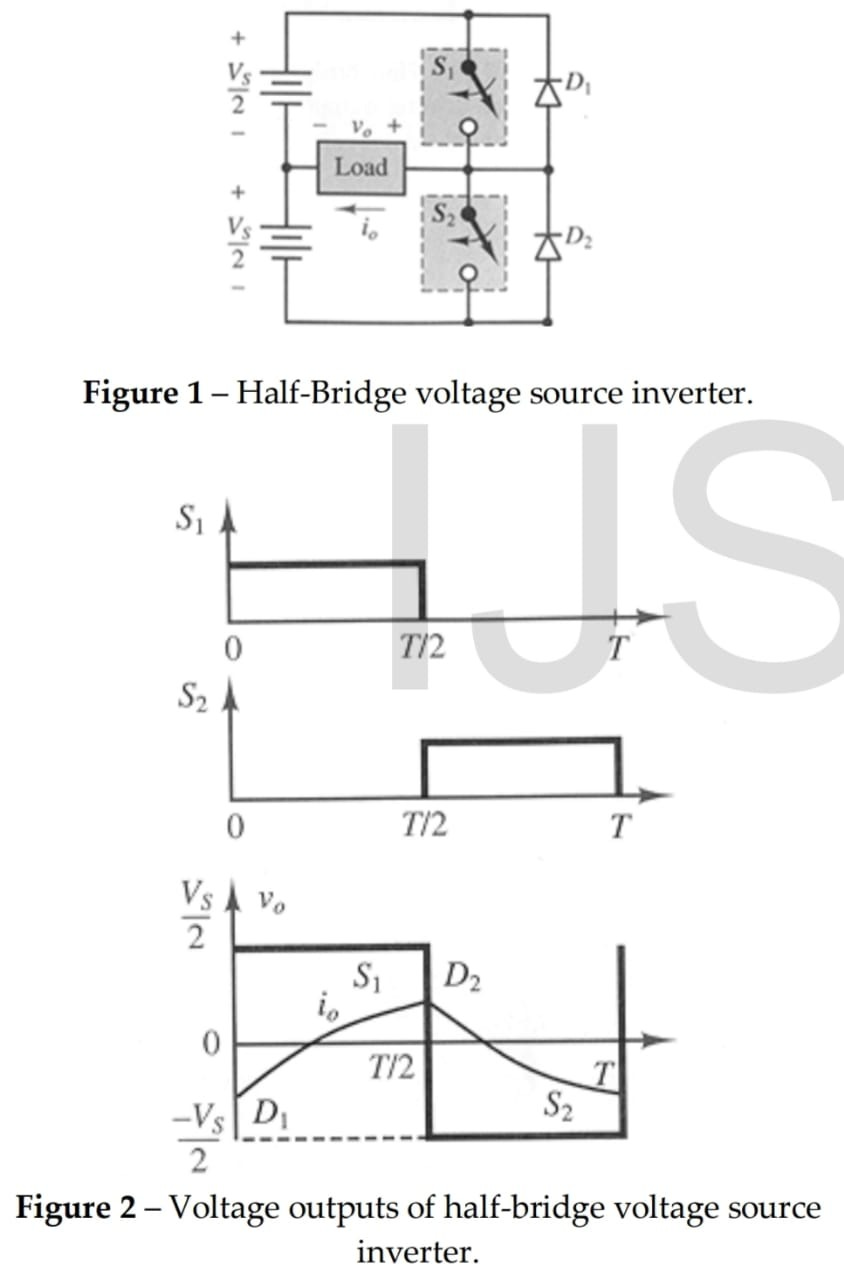 +
Vs
2
−
S1
D1
− vo +
Load
+
Vs
2
−
io
S2
D2
Figure 1 – Half-Bridge voltage source inverter.
IJS
S1
0 T/2 T
S2
0 T/2 T
Vs
2
vo
S1 D2
io
0
T/2 T
−Vs
2
D1 S2
Figure 2 – Voltage outputs of half-bridge voltage source
inverter.